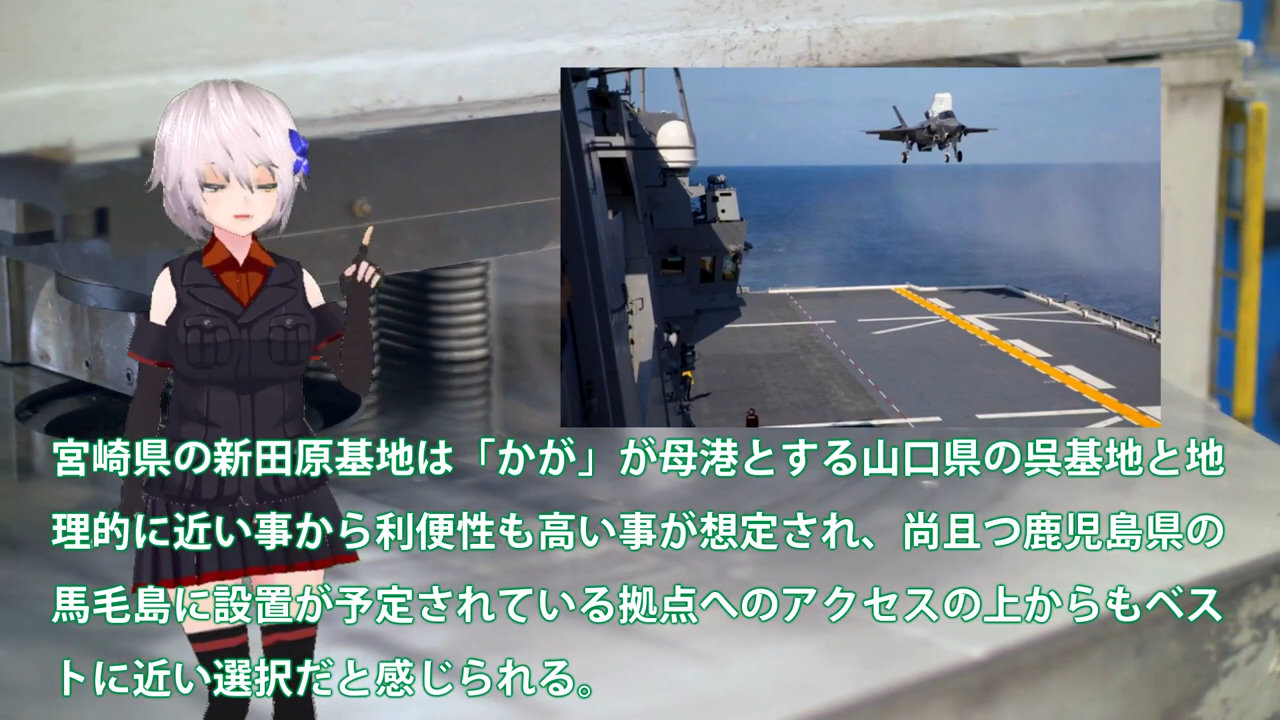 宮崎県の新田原基地は「かが」が母港とする山口県の呉基地と地
理的に近い事から利便性も高い事が想定され、尚且つ鹿児島県の
馬毛島に設置が予定されている拠点へのアクセスの上からもベス
トに近い選択だと感じられる。